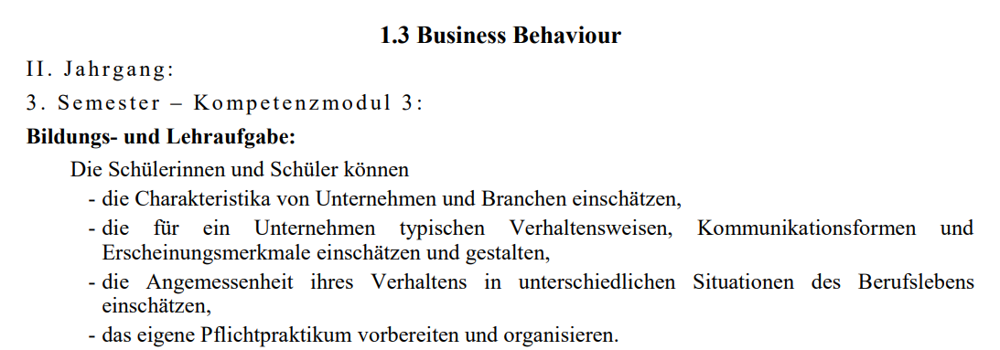 1.3 Business Behaviour
II. Jahrgang:
3. Semester – Kompetenzmodul 3:
Bildungs- und Lehraufgabe:
Die Schülerinnen und Schüler können
- die Charakteristika von Unternehmen und Branchen einschätzen,
- die für ein Unternehmen typischen Verhaltensweisen, Kommunikationsformen und
Erscheinungsmerkmale einschätzen und gestalten,
- die Angemessenheit ihres Verhaltens in unterschiedlichen Situationen des Berufslebens
einschätzen,
- das eigene Pflichtpraktikum vorbereiten und organisieren.